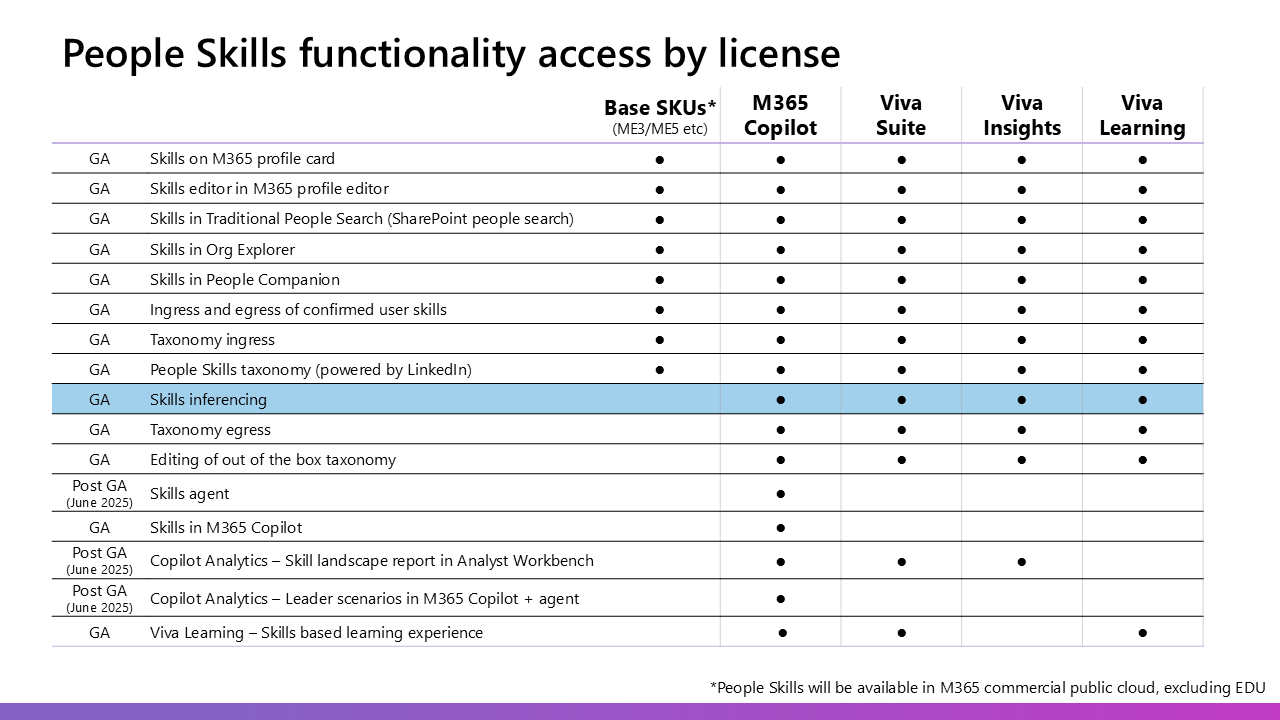 People Skills functionality access by license
Base SKUs*
(ME3/ME5 etc)
M365
Copilot
Viva
Suite
Viva
Insights
Viva
Learning
GA Skills on M365 profile card ● ● ● ● ●
GA Skills editor in M365 profile editor ● ● ● ● ●
GA Skills in Traditional People Search (SharePoint people search) ● ● ● ● ●
GA Skills in Org Explorer ● ● ● ● ●
GA Skills in People Companion ● ● ● ● ●
GA Ingress and egress of confirmed user skills ● ● ● ● ●
GA Taxonomy ingress ● ● ● ● ●
GA People Skills taxonomy (powered by LinkedIn) ● ● ● ● ●
GA Skills inferencing ● ● ● ●
GA Taxonomy egress ● ● ● ●
GA Editing of out of the box taxonomy ● ● ● ●
Post GA
(June 2025)
Skills agent ●
GA Skills in M365 Copilot ●
Post GA
(June 2025)
Copilot Analytics – Skill landscape report in Analyst Workbench ● ● ●
Post GA
(June 2025)
Copilot Analytics – Leader scenarios in M365 Copilot + agent ●
GA Viva Learning – Skills based learning experience ● ● ●
*People Skills will be available in M365 commercial public cloud, excluding EDU